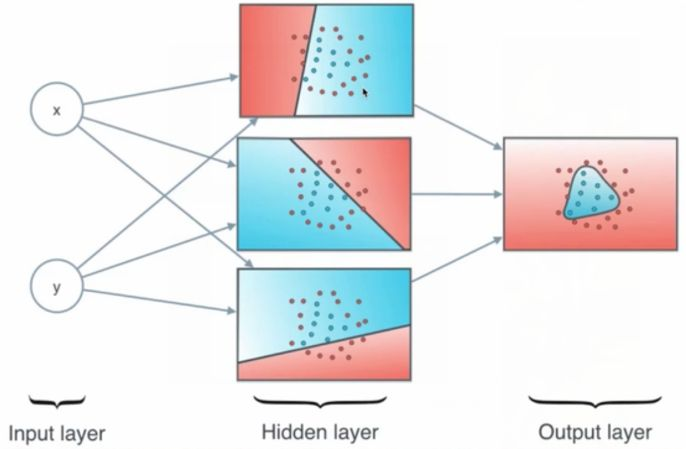 x
y
Input layer
Hidden layer
Output layer